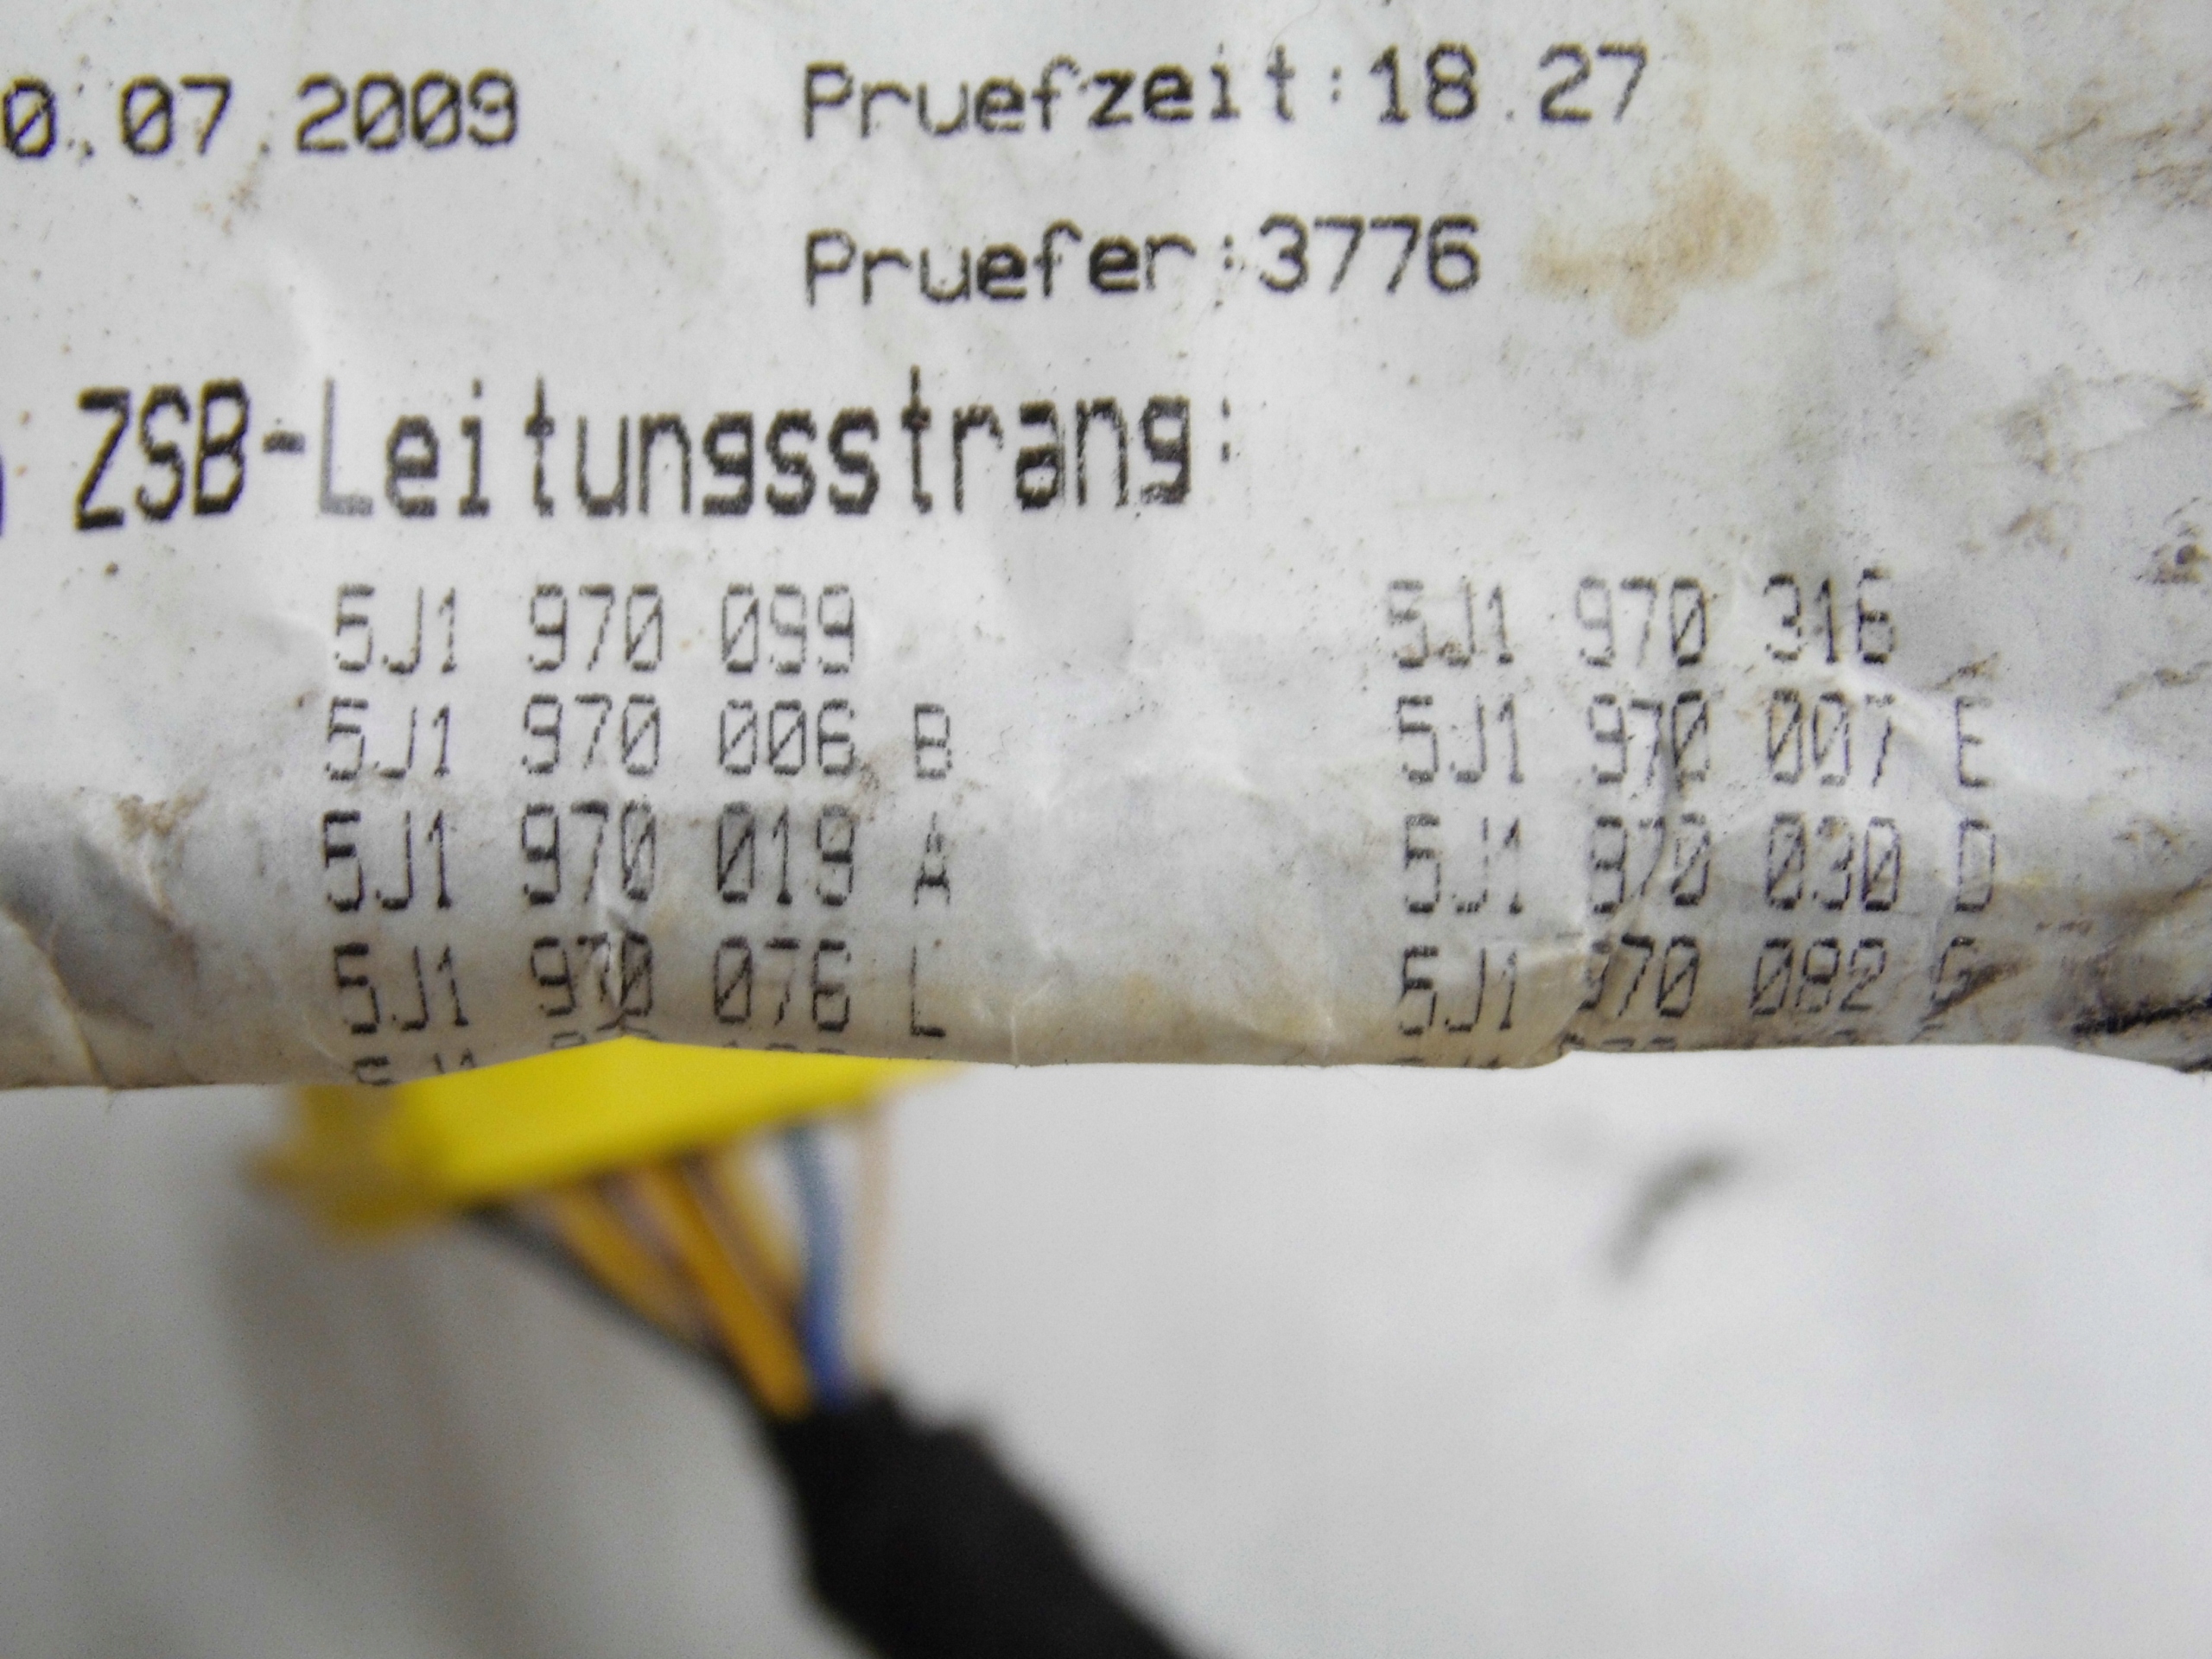 0.07.2009 Pruefzeit:18.27
Pruefer:3776
ZSB-Leitungsstrang:
5J1 970 099 5J1 970 316
5J1 970 006 B 5J1 970 007 E
5J1 970 019 A 5J1 970 030 D
5J1 970 076 L 5J1 970 082 G